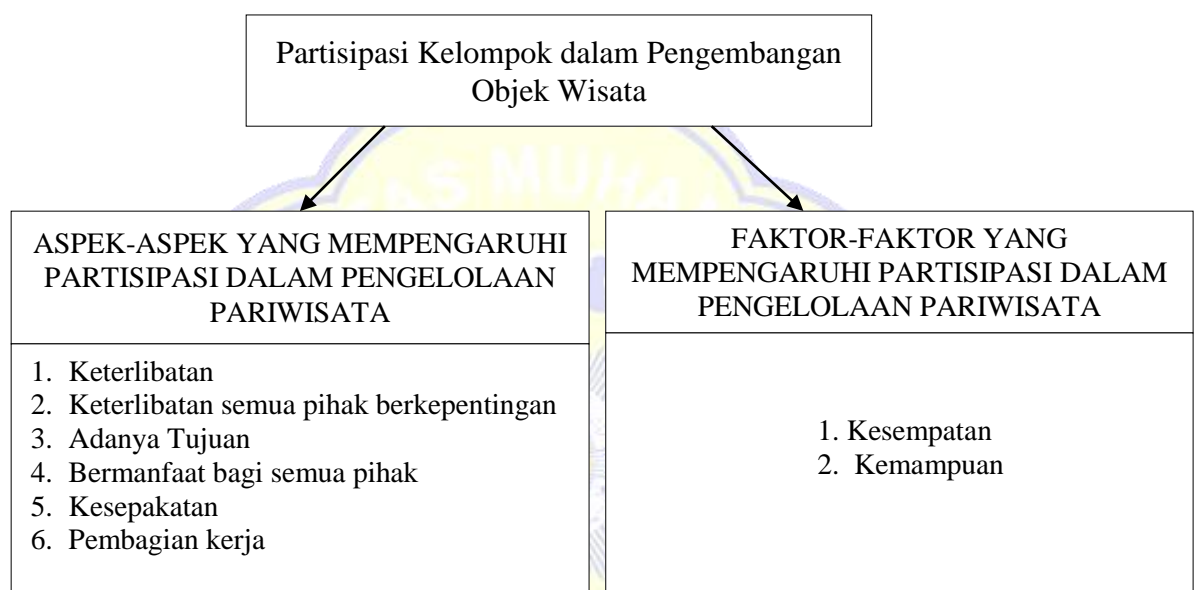 Partisipasi Kelompok dalam Pengembangan
Objek Wisata
ASPEK-ASPEK YANG MEMPENGARUHI
PARTISIPASI DALAM PENGELOLAAN
PARIWISATA
1. Keterlibatan
2. Keterlibatan semua pihak berkepentingan
3. Adanya Tujuan
4. Bermanfaat bagi semua pihak
5. Kesepakatan
6. Pembagian kerja
FAKTOR-FAKTOR YANG
MEMPENGARUHI PARTISIPASI DALAM
PENGELOLAAN PARIWISATA
1. Kesempatan
2. Kemampuan